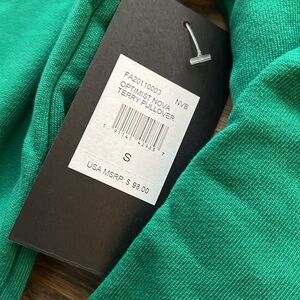 FA20110003 NVB
OPTIMIST NOVA
TERRY PULLOVER
S
USA MSRP: $ 98.00